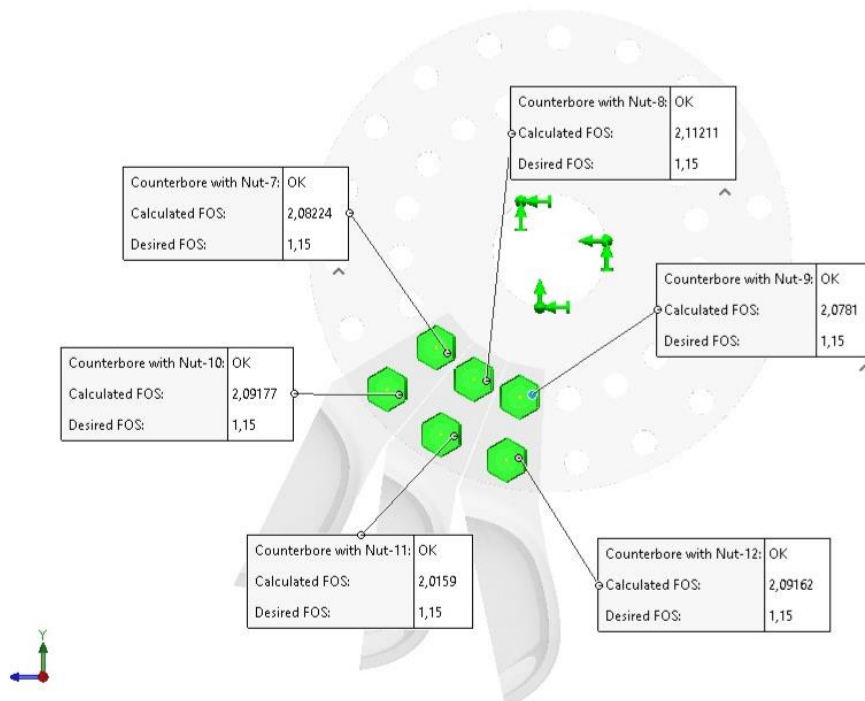 Counterbore with Nut-8: OK
Calculated FOS: 2,11211
Desired FOS: 1,15
Counterbore with Nut-7: OK
Calculated FOS: 2,08224
Desired FOS: 1,15
Counterbore with Nut-9: OK
Calculated FOS: 2,0781
Desired FOS: 1,15
Counterbore with Nut-10: OK
Calculated FOS: 2,09177
Desired FOS: 1,15
Counterbore with Nut-11: OK
Calculated FOS: 2,0159
Desired FOS: 1,15
Counterbore with Nut-12: OK
Calculated FOS: 2,09162
Desired FOS: 1,15
Y